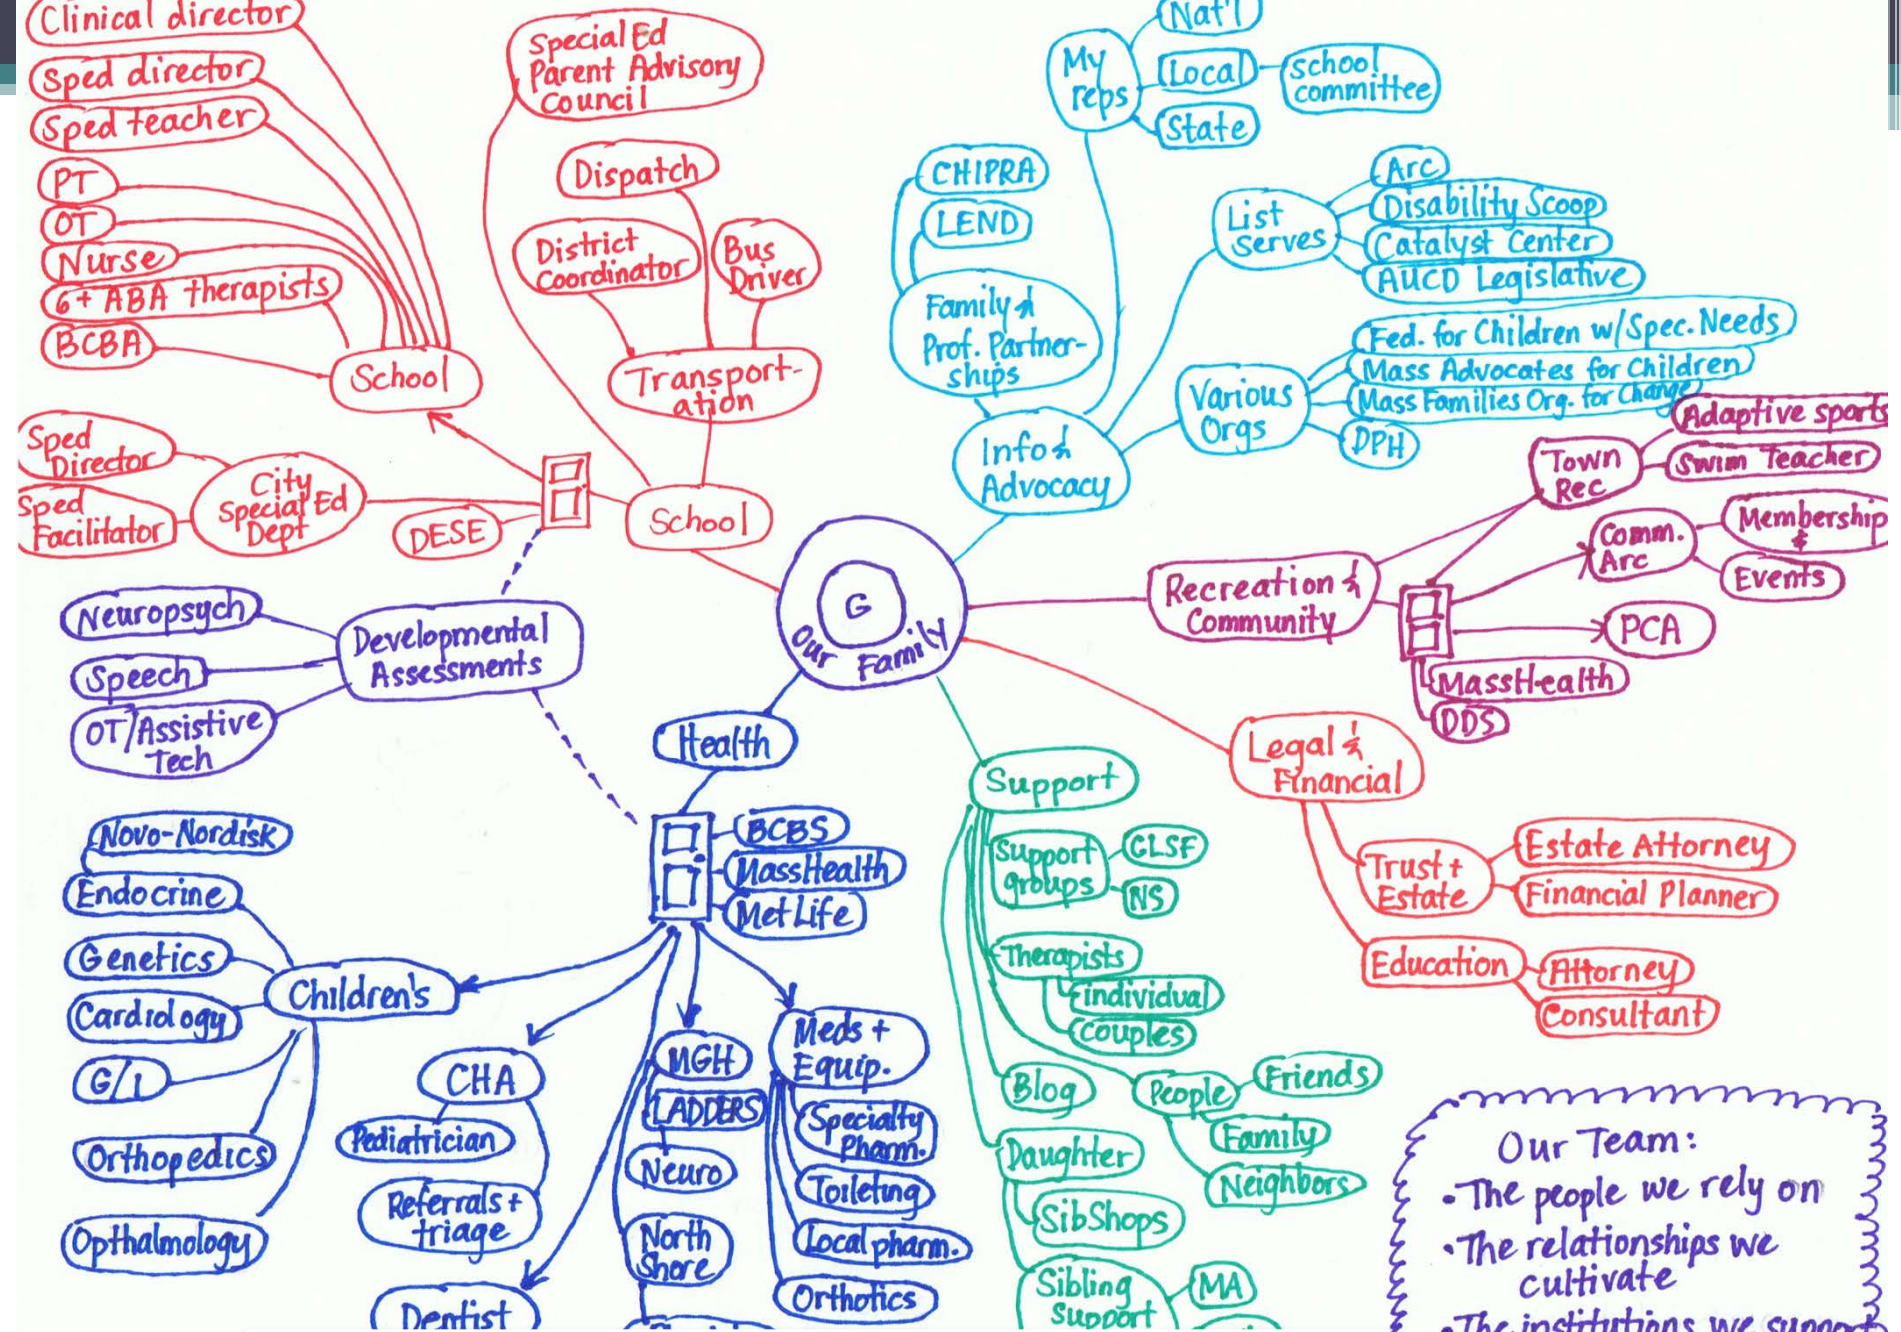 Clinical director
Sped director
Sped teacher
PT
OT
Nurse
6+ ABA therapists
BCBA
School
Special Ed
Parent Advisory
Council
Dispatch
District
Coordinator
Bus
Driver
Transport-
ation
Sped
Director
Sped
Facilitator
City
Special Ed
Dept
DESE
School
My
reps
Nat'l
Local
school
committee
State
CHIPRA
LEND
Family &
Prof. Partner-
ships
Info &
Advocacy
List
Serves
Arc
Disability Scoop
Catalyst Center
AUCD Legislative
Various
Orgs
Fed. for Children w/Spec. Needs
Mass Advocates for Children
Mass Families Org. for Change
DPH
Town
Rec
Adaptive sports
Swim Teacher
Comm.
Arc
Membership
&
Events
Recreation &
Community
PCA
MassHealth
DDS
G
Our Family
Neuropsych
Speech
OT/Assistive
Tech
Developmental
Assessments
Health
BCBS
MassHealth
MetLife
Novo-Nordisk
Endocrine
Genetics
Cardiology
G/I
Orthopedics
Opthalmology
Children's
CHA
Pediatrician
Referrals +
triage
Dentist
MGH
LADDERS
Neuro
North
Shore
Meds +
Equip.
Specialty
Pharm.
Toileting
Local pharm.
Orthotics
Support
Support
groups
CLSF
NS
Therapists
individual
couples
Blog
People
Friends
Family
Neighbors
Daughter
SibShops
Sibling
Support
MA
Legal &
Financial
Trust +
Estate
Estate Attorney
Financial Planner
Education
Attorney
Consultant
Our Team:
• The people we rely on
• The relationships we
cultivate
• The institutions we support